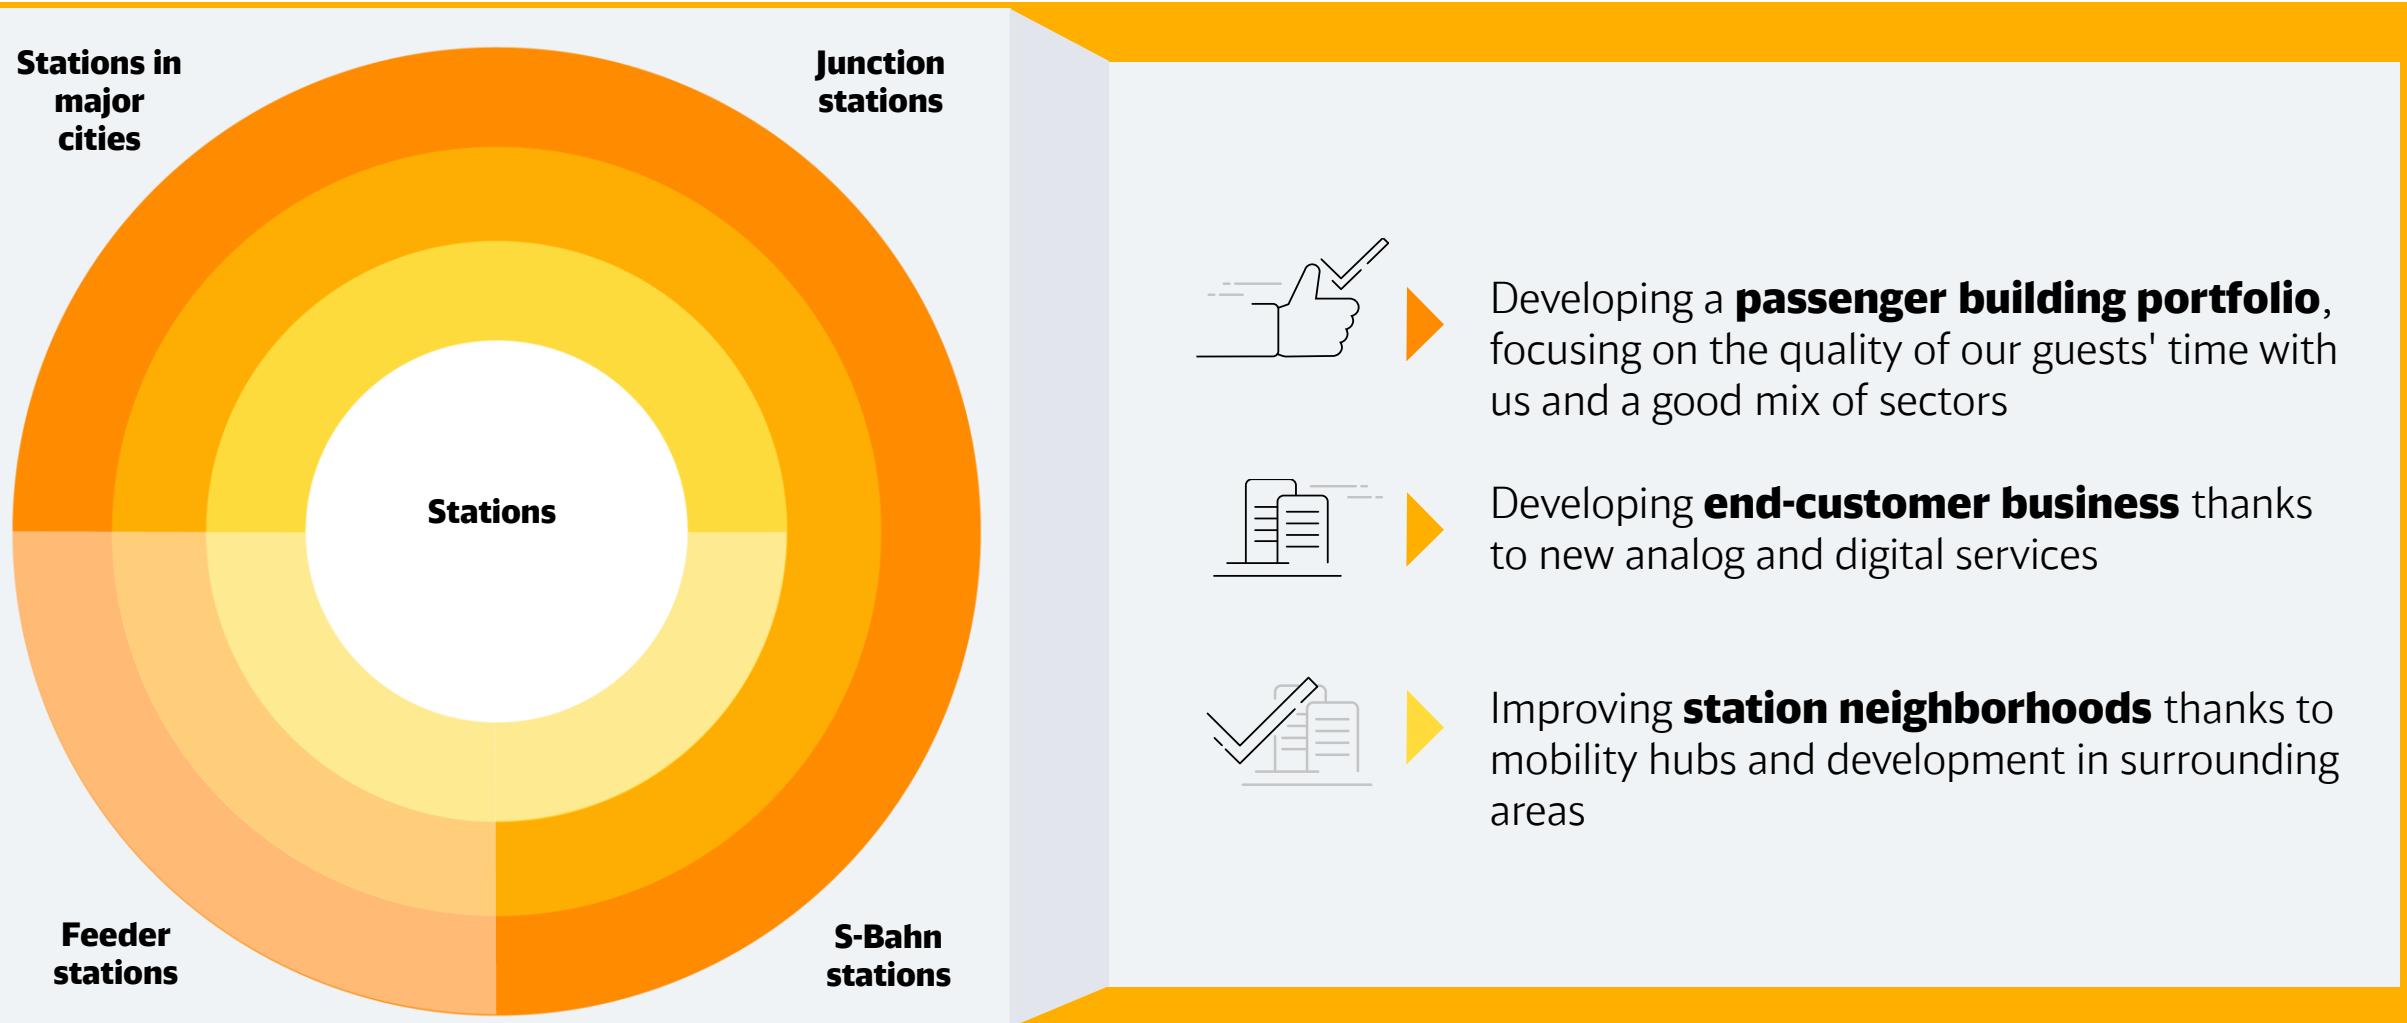 Stations in
major
cities
Junction
stations
Stations
Feeder
stations
S-Bahn
stations
Developing a passenger building portfolio,
focusing on the quality of our guests' time with
us and a good mix of sectors
Developing end-customer business thanks
to new analog and digital services
Improving station neighborhoods thanks to
mobility hubs and development in surrounding
areas